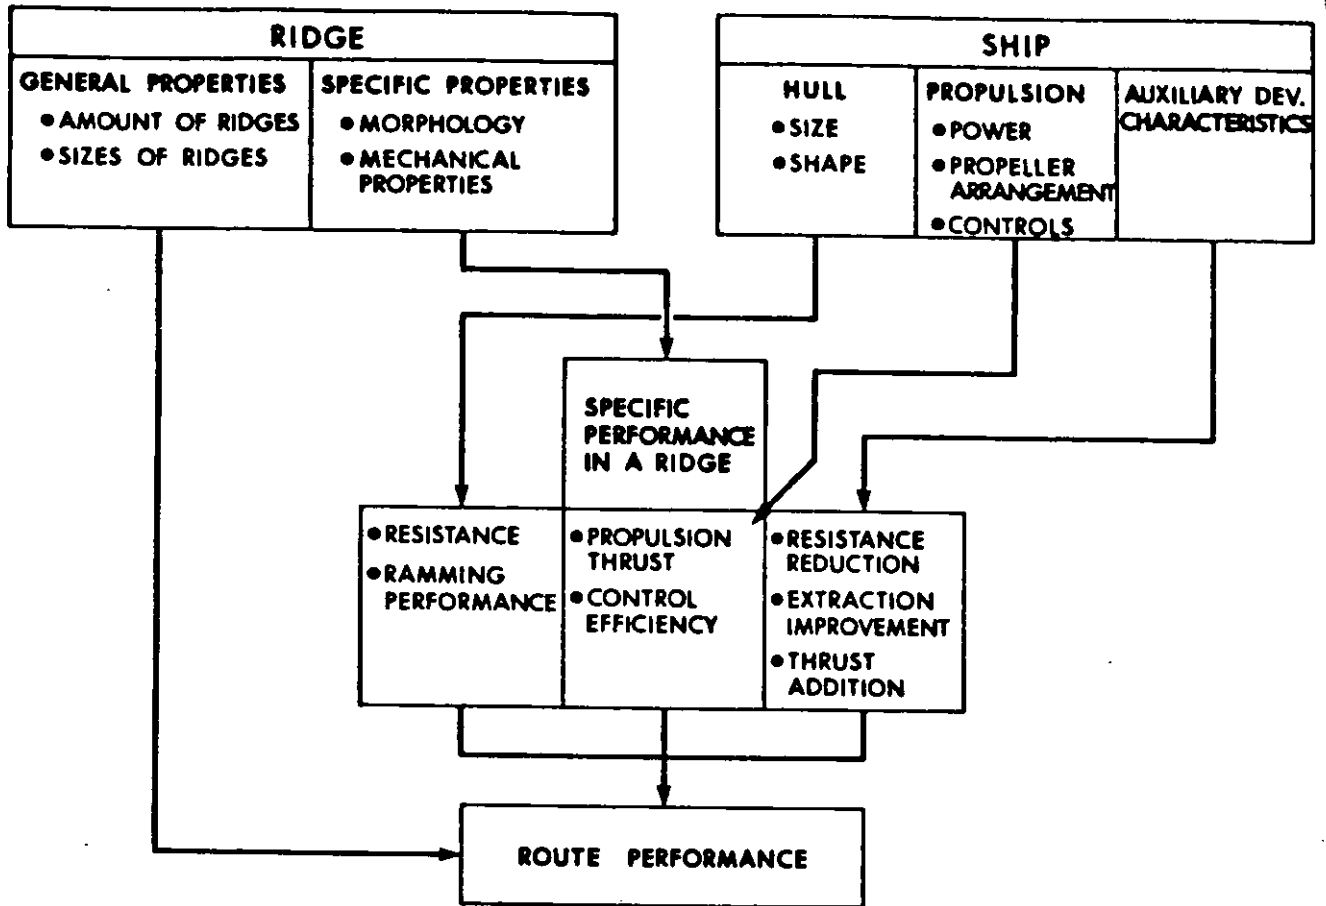 RIDGE
GENERAL PROPERTIES
• AMOUNT OF RIDGES
• SIZES OF RIDGES
SPECIFIC PROPERTIES
• MORPHOLOGY
• MECHANICAL
PROPERTIES
SHIP
HULL
• SIZE
• SHAPE
PROPULSION
• POWER
• PROPELLER
ARRANGEMENT
• CONTROLS
AUXILIARY DEV.
CHARACTERISTICS
SPECIFIC
PERFORMANCE
IN A RIDGE
• RESISTANCE
• RAMMING
PERFORMANCE
• PROPULSION
THRUST
• CONTROL
EFFICIENCY
• RESISTANCE
REDUCTION
• EXTRACTION
IMPROVEMENT
• THRUST
ADDITION
ROUTE PERFORMANCE